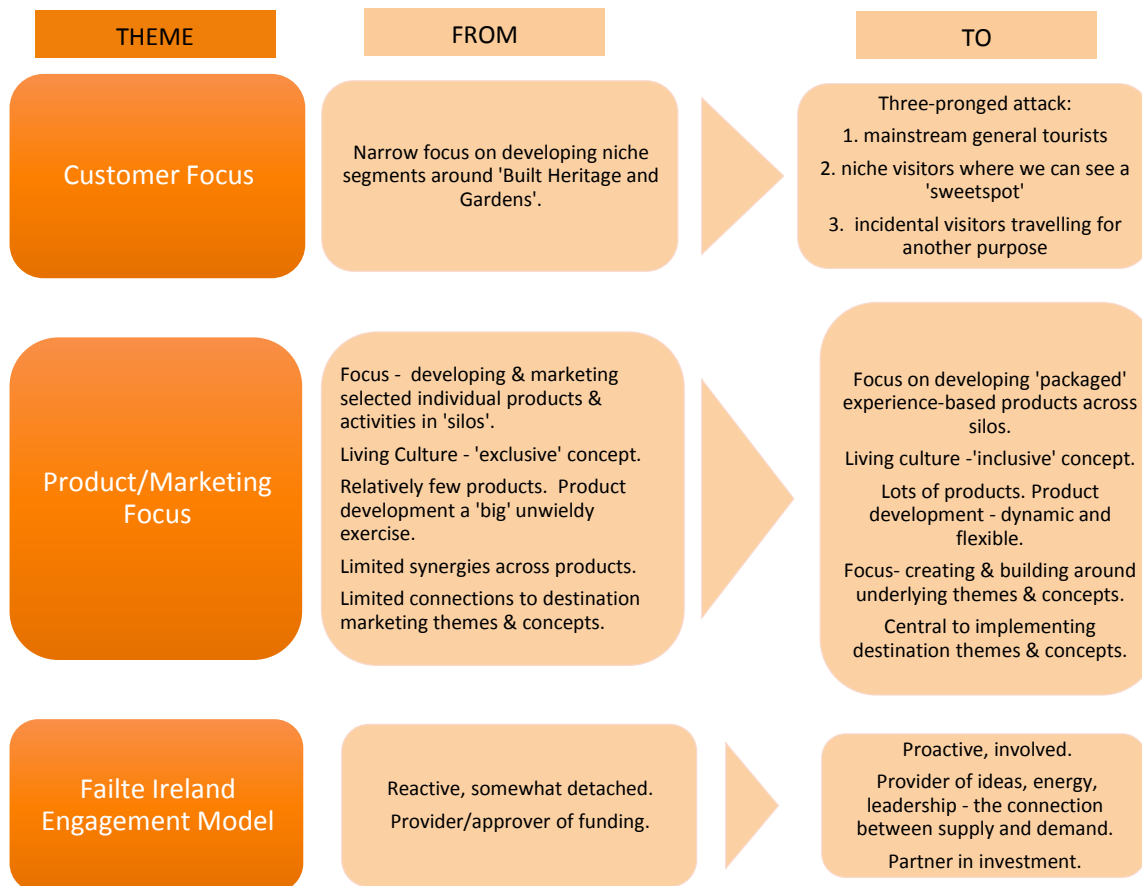 THEME
FROM
TO
Customer Focus
Narrow focus on developing niche
segments around 'Built Heritage and
Gardens'.
Three-pronged attack:
1. mainstream general tourists
2. niche visitors where we can see a
'sweetspot'
3.  incidental visitors travelling for
another purpose
Product/Marketing
Focus
Focus -  developing & marketing
selected individual products &
activities in 'silos'.
Living Culture - 'exclusive' concept.
Relatively few products.  Product
development a 'big' unwieldy
exercise.
Limited synergies across products.
Limited connections to destination
marketing themes & concepts.
Focus on developing 'packaged'
experience-based products across
silos.
Living culture -'inclusive' concept.
Lots of products. Product
development - dynamic and
flexible.
Focus- creating & building around
underlying themes & concepts.
Central to implementing
destination themes & concepts.
Failte Ireland
Engagement Model
Reactive, somewhat detached.
Provider/approver of funding.
Proactive, involved.
Provider of ideas, energy,
leadership - the connection
between supply and demand.
Partner in investment.